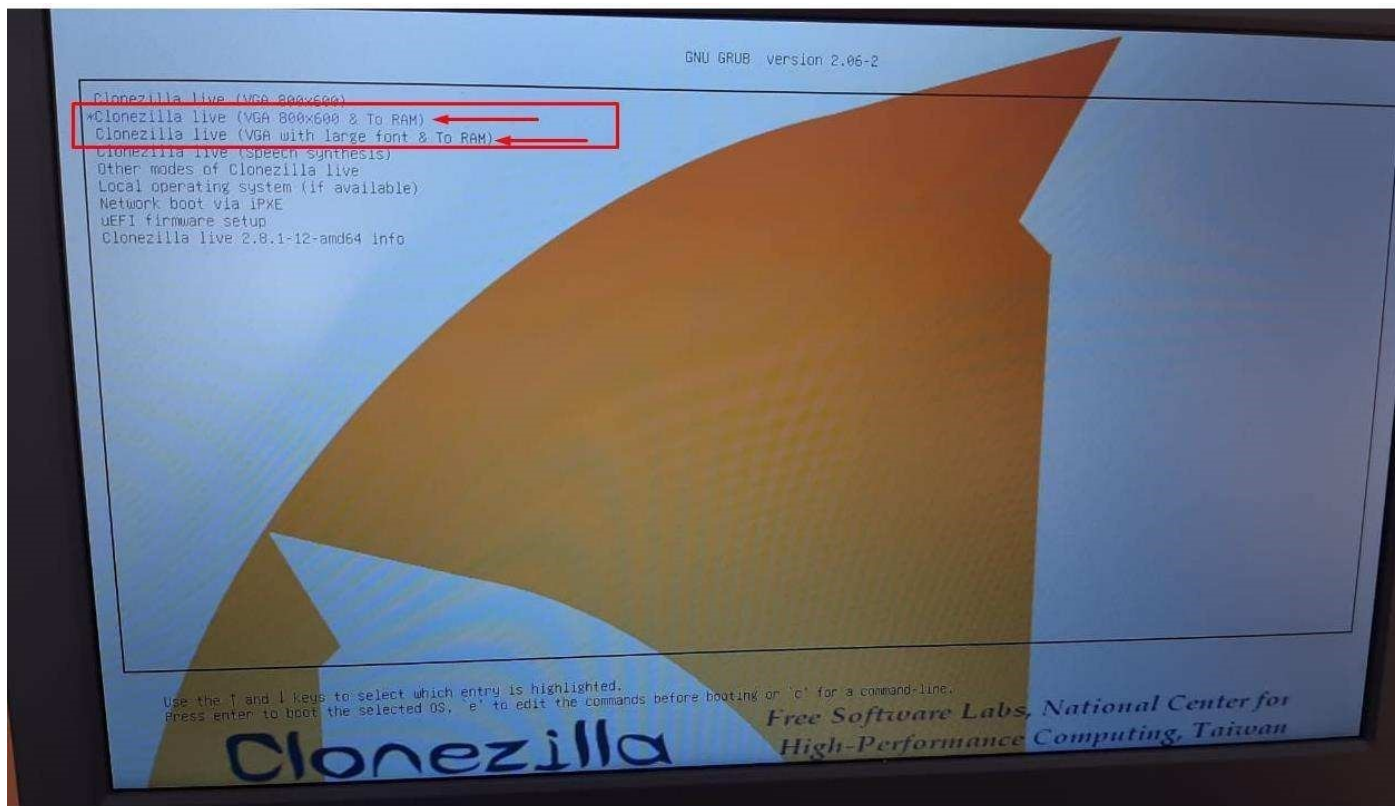 GNU GRUB version 2.06-2
Clonezilla live (VGA 800x600)
*Clonezilla live (VGA 800x600 & To RAM)
Clonezilla live (VGA with large font & To RAM)
Clonezilla live (Speech synthesis)
Other modes of Clonezilla live
Local operating system (if available)
Network boot via iPXE
uEFI firmware setup
Clonezilla live 2.8.1-12-amd64 info
Use the ↑ and ↓ keys to select which entry is highlighted.
Press enter to boot the selected OS, `e' to edit the commands before booting or `c' for a command-line.
Free Software Labs, National Center for
High-Performance Computing, Taiwan
Clonezilla